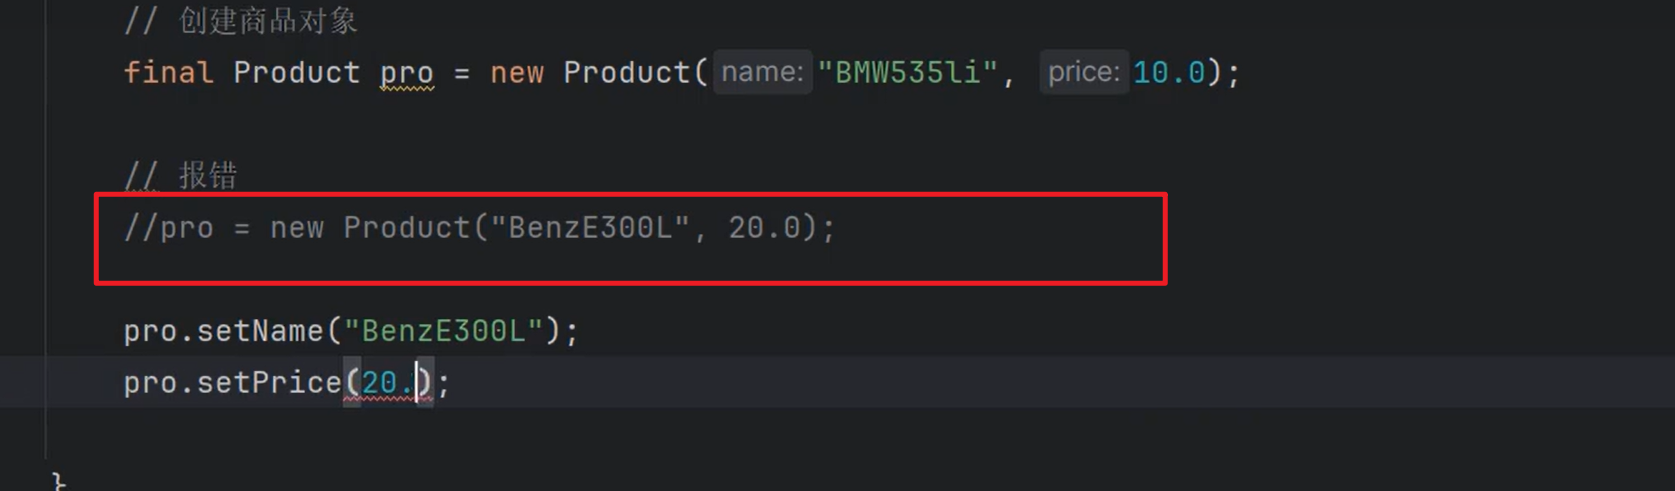 // 创建商品对象
final Product pro = new Product( name: "BMW535li", price: 10.0);
// 报错
//pro = new Product("BenzE300L", 20.0);
pro.setName("BenzE300L");
pro.setPrice(20.);
}